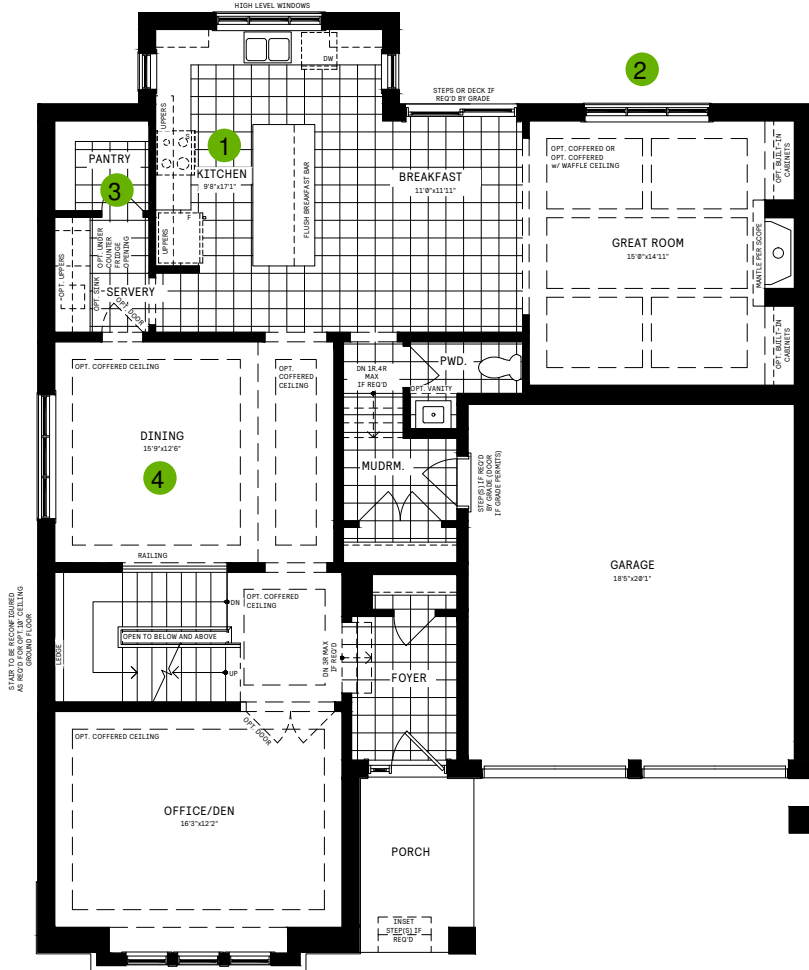 HIGH LEVEL WINDOWS
DW
STEPS OR DECK IF
REQ'D BY GRADE
2
1
UPPERS
KITCHEN
9'8"x17'1"
FLUSH BREAKFAST BAR
F
UPPERS
BREAKFAST
11'0"x11'11"
OPT. COFFERED OR
OPT. COFFERED
w/ WAFFLE CEILING
OPT. BUILT-IN
CABINETS
GREAT ROOM
15'0"x14'11"
MANTLE PER SCOPE
OPT. BUILT-IN
CABINETS
PANTRY
3
OPT. UPPERS
OPT. SINK
OPT. UNDER
COUNTER
FRIDGE
OPENING
SERVERY
OPT. DOOR
OPT. COFFERED CEILING
OPT.
COFFERED
CEILING
DINING
15'9"x12'6"
4
RAILING
DN 1R,4R
MAX
IF REQ'D
PWD.
OPT. VANITY
MUDRM.
STEP(S) IF REQ'D
BY GRADE (DOOR
IF GRADE PERMITS)
GARAGE
18'5"x20'1"
STAIR TO BE RECONFIGURED
AS REQ'D FOR OPT. 10' CEILING
GROUND FLOOR
LEDGE
DN
OPEN TO BELOW AND ABOVE
UP
OPT. COFFERED
CEILING
DN 3R MAX
IF REQ'D
FOYER
OPT. DOOR
OPT. COFFERED CEILING
OFFICE/DEN
16'3"x12'2"
PORCH
INSET
STEP(S) IF
REQ'D